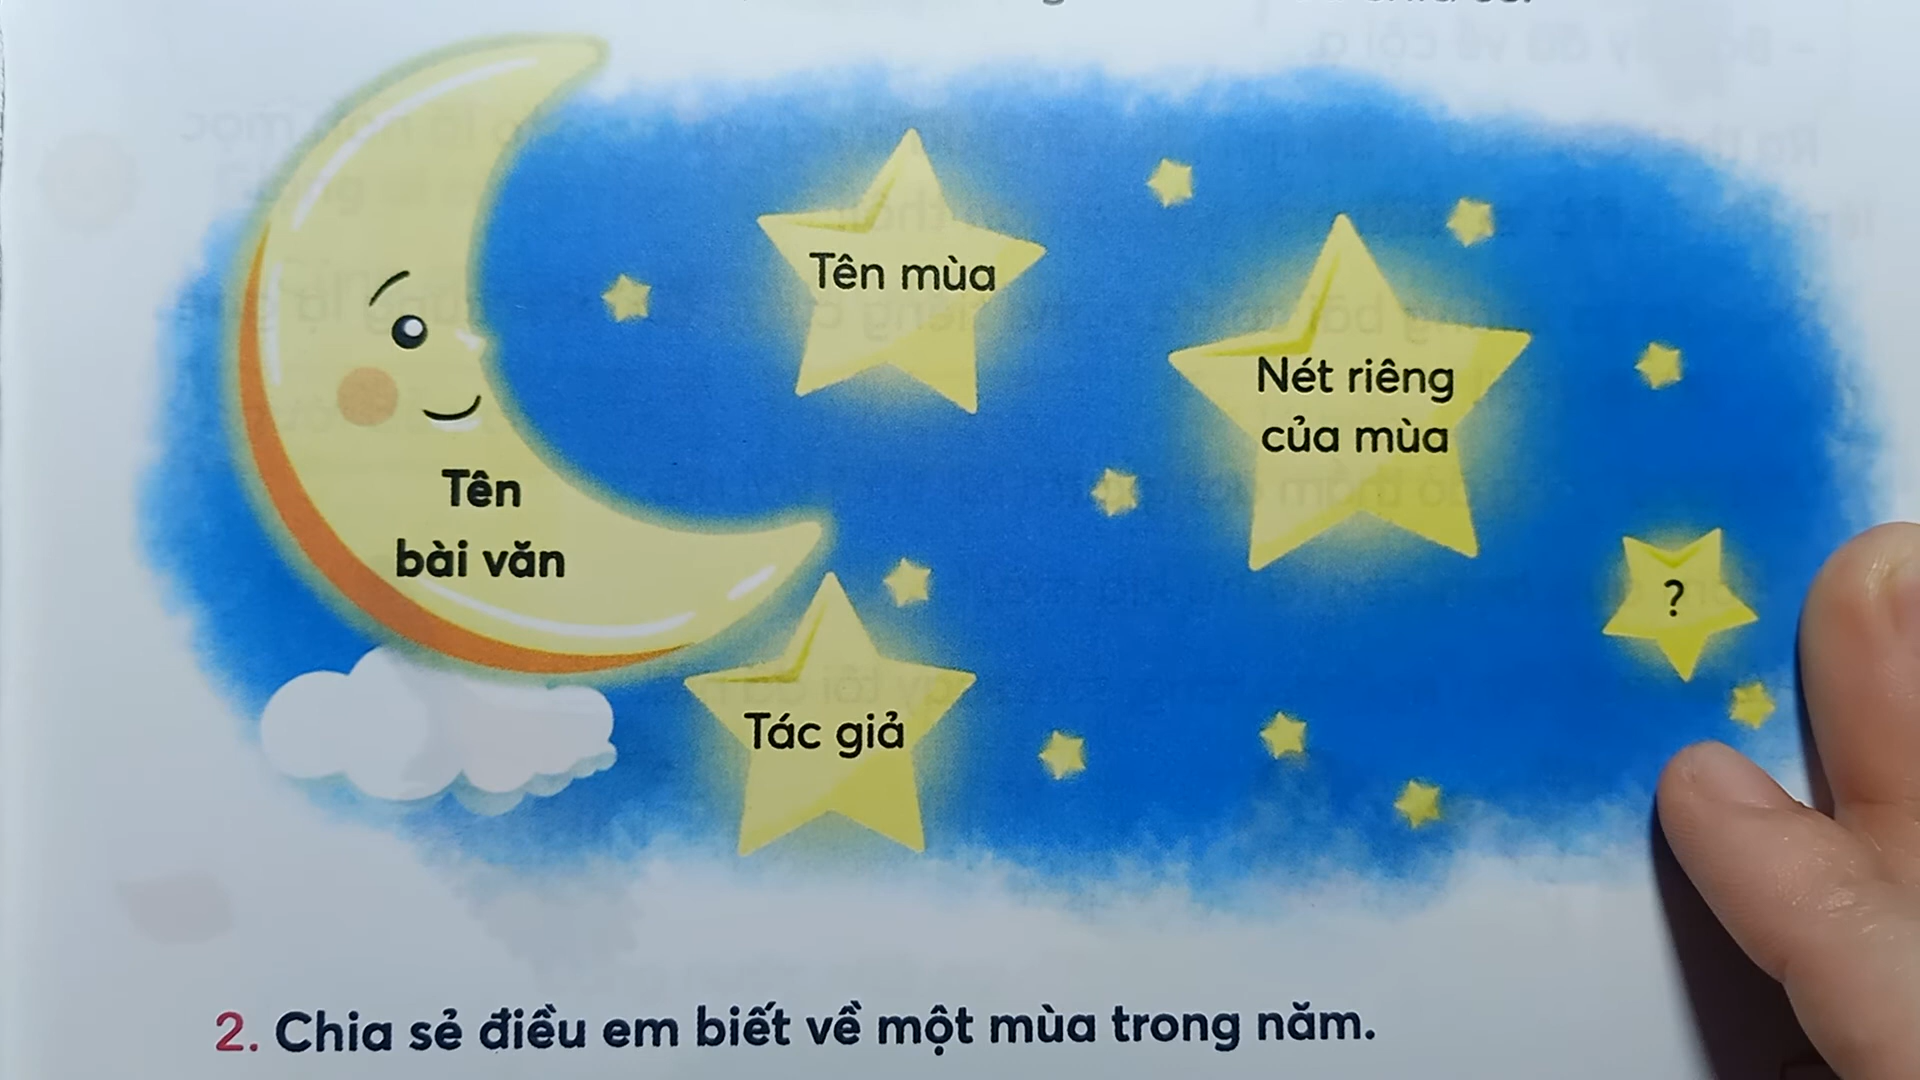 Tên
bài văn
Tên mùa
Nét riêng
của mùa
?
Tác giả
2. Chia sẻ điều em biết về một mùa trong năm.